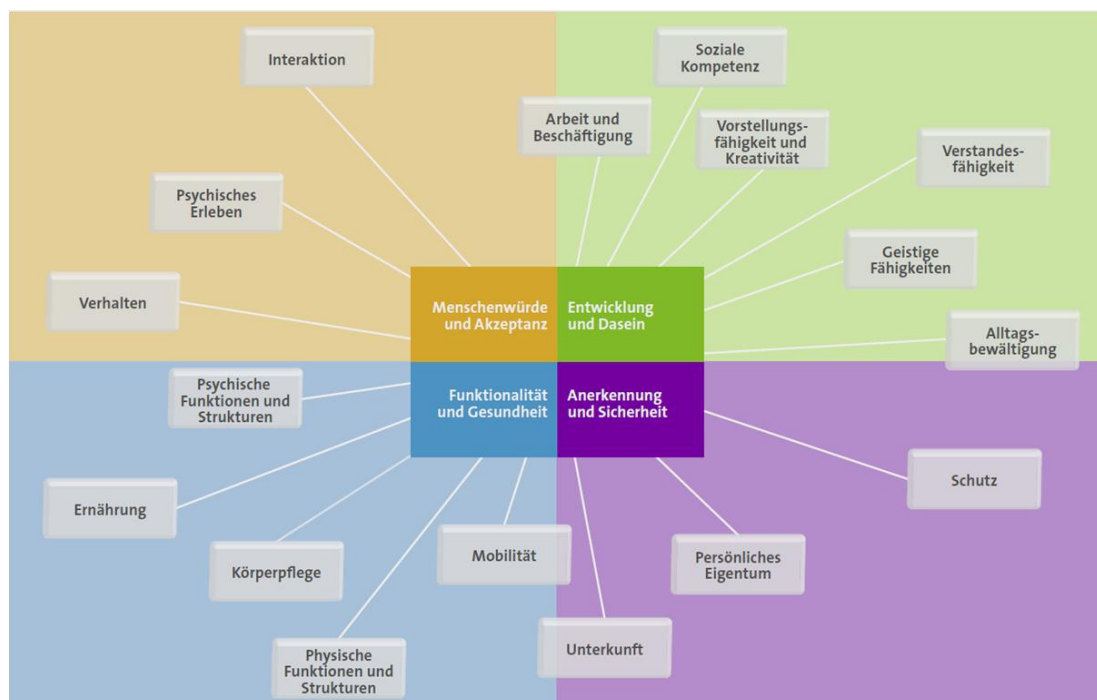 Interaktion
Psychisches
Erleben
Verhalten
Soziale
Kompetenz
Arbeit und
Beschäftigung
Vorstellungs-
fähigkeit und
Kreativität
Verstandes-
fähigkeit
Geistige
Fähigkeiten
Alltags-
bewältigung
Menschenwürde
und Akzeptanz
Entwicklung
und Dasein
Funktionalität
und Gesundheit
Anerkennung
und Sicherheit
Psychische
Funktionen und
Strukturen
Ernährung
Körperpflege
Physische
Funktionen und
Strukturen
Mobilität
Unterkunft
Persönliches
Eigentum
Schutz